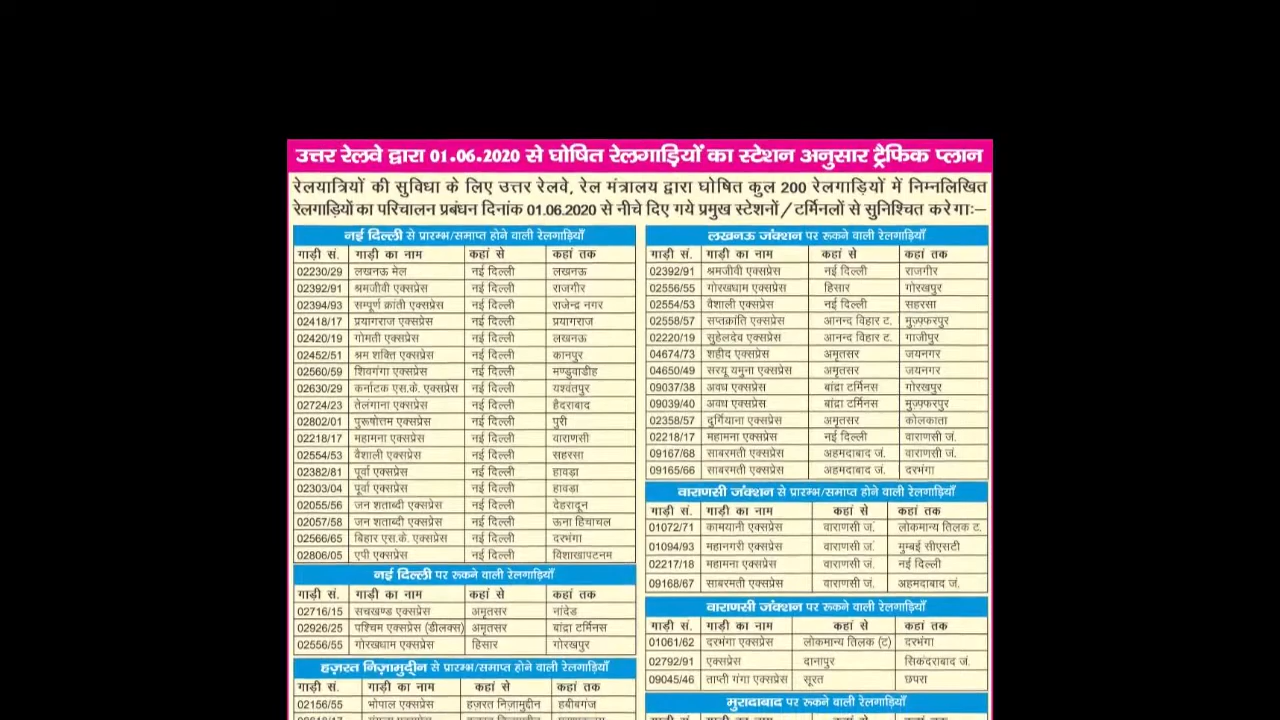 उत्तर रेलवे द्वारा 01.06.2020 से घोषित रेलगाड़ियों का स्टेशन अनुसार ट्रैफिक प्लान
रेलयात्रियों की सुविधा के लिए उत्तर रेलवे, रेल मंत्रालय द्वारा घोषित कुल 200 रेलगाड़ियों में निम्नलिखित
रेलगाड़ियों का परिचालन प्रबंधन दिनांक 01.06.2020 से नीचे दिए गये प्रमुख स्टेशनों/टर्मिनलों से सुनिश्चित करेगाः—
नई दिल्ली से प्रारम्भ/समाप्त होने वाली रेलगाड़ियाँ
गाड़ी सं. गाड़ी का नाम कहां से कहां तक
02230/29 लखनऊ मेल नई दिल्ली लखनऊ
02392/91 श्रमजीवी एक्सप्रेस नई दिल्ली राजगीर
02394/93 सम्पूर्ण क्रांती एक्सप्रेस नई दिल्ली राजेन्द्र नगर
02418/17 प्रयागराज एक्सप्रेस नई दिल्ली प्रयागराज
02420/19 गोमती एक्सप्रेस नई दिल्ली लखनऊ
02452/51 श्रम शक्ति एक्सप्रेस नई दिल्ली कानपुर
02560/59 शिवगंगा एक्सप्रेस नई दिल्ली मण्डुवाडीह
02630/29 कर्नाटक एस.के. एक्सप्रेस नई दिल्ली यश्वंतपुर
02724/23 तेलंगाना एक्सप्रेस नई दिल्ली हैदराबाद
02802/01 पुरूषोत्तम एक्सप्रेस नई दिल्ली पुरी
02218/17 महामना एक्सप्रेस नई दिल्ली वाराणसी
02554/53 वैशाली एक्सप्रेस नई दिल्ली सहरसा
02382/81 पूर्वा एक्सप्रेस नई दिल्ली हावड़ा
02303/04 पूर्वा एक्सप्रेस नई दिल्ली हावडा
02055/56 जन शताब्दी एक्सप्रेस नई दिल्ली देहरादून
02057/58 जन शताब्दी एक्सप्रेस नई दिल्ली ऊना हिचाचल
02566/65 बिहार एस.के. एक्सप्रेस नई दिल्ली दरभंगा
02806/05 एपी एक्सप्रेस नई दिल्ली विशाखापटनम
नई दिल्ली पर रूकने वाली रेलगाड़ियाँ
गाड़ी सं. गाड़ी का नाम कहां से कहां तक
02716/15 सचखण्ड एक्सप्रेस अमृतसर नांदेड
02926/25 पश्चिम एक्सप्रेस (डीलक्स) अमृतसर बांद्रा टर्मिनस
02556/55 गोरखधाम एक्सप्रेस हिसार गोरखपुर
हज़रत निज़ामुद्दीन से प्रारम्भ/समाप्त होने वाली रेलगाड़ियाँ
गाड़ी सं. गाड़ी का नाम कहां से कहां तक
02156/55 भोपाल एक्सप्रेस हजरत निज़ामुद्दीन हबीबगंज
लखनऊ जंक्शन पर रूकने वाली रेलगाड़ियाँ
गाड़ी सं. गाड़ी का नाम कहां से कहां तक
02392/91 श्रमजीवी एक्सप्रेस नई दिल्ली राजगीर
02556/55 गोरखधाम एक्सप्रेस हिसार गोरखपुर
02554/53 वैशाली एक्सप्रेस नई दिल्ली सहरसा
02558/57 सप्तक्रांति एक्सप्रेस आनन्द विहार ट. मुज़्फ्फरपुर
02220/19 सुहेलदेव एक्सप्रेस आनन्द विहार ट. गाजीपुर
04674/73 शहीद एक्सप्रेस अमृतसर जयनगर
04650/49 सरयू यमुना एक्सप्रेस अमृतसर जयनगर
09037/38 अवध एक्सप्रेस बांद्रा टर्मिनस गोरखपुर
09039/40 अवध एक्सप्रेस बांद्रा टर्मिनस मुज़्फ्फरपुर
02358/57 दुर्गियाना एक्सप्रेस अमृतसर कोलकाता
02218/17 महामना एक्सप्रेस नई दिल्ली वाराणसी जं.
09167/68 साबरमती एक्सप्रेस अहमदाबाद जं. वाराणसी जं.
09165/66 साबरमती एक्सप्रेस अहमदाबाद जं. दरभंगा
वाराणसी जंक्शन से प्रारम्भ/समाप्त होने वाली रेलगाड़ियाँ
गाड़ी सं. गाड़ी का नाम कहां से कहां तक
01072/71 कामयानी एक्सप्रेस वाराणसी जं. लोकमान्य तिलक ट.
01094/93 महानगरी एक्सप्रेस वाराणसी जं. मुम्बई सीएसटी
02217/18 महामना एक्सप्रेस वाराणसी जं. नई दिल्ली
09168/67 साबरमती एक्सप्रेस वाराणसी जं. अहमदाबाद जं.
वाराणसी जंक्शन पर रूकने वाली रेलगाड़ियाँ
गाड़ी सं. गाड़ी का नाम कहां से कहां तक
01061/62 दरभंगा एक्सप्रेस लोकमान्य तिलक (ट) दरभंगा
02792/91 एक्सप्रेस दानापुर सिकंदराबाद जं.
09045/46 ताप्ती गंगा एक्सप्रेस सूरत छपरा
मुरादाबाद पर रूकने वाली रेलगाड़ियाँ